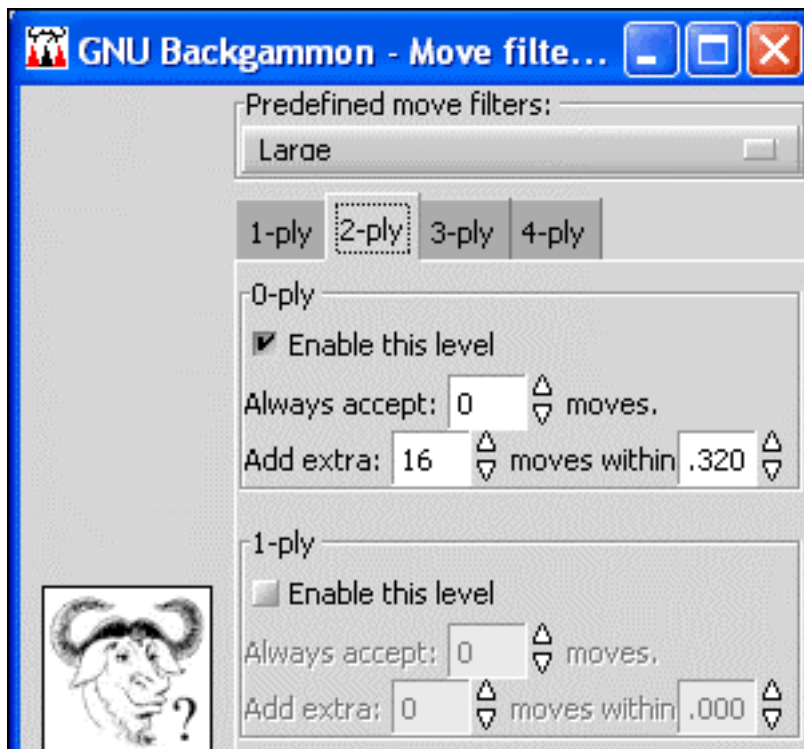 GNU Backgammon - Move filte...
Predefined move filters:
Large
1-ply 2-ply 3-ply 4-ply
0-ply
Enable this level
Always accept: 0 moves.
Add extra: 16 moves within .320
1-ply
Enable this level
Always accept: 0 moves.
Add extra: 0 moves within .000
?